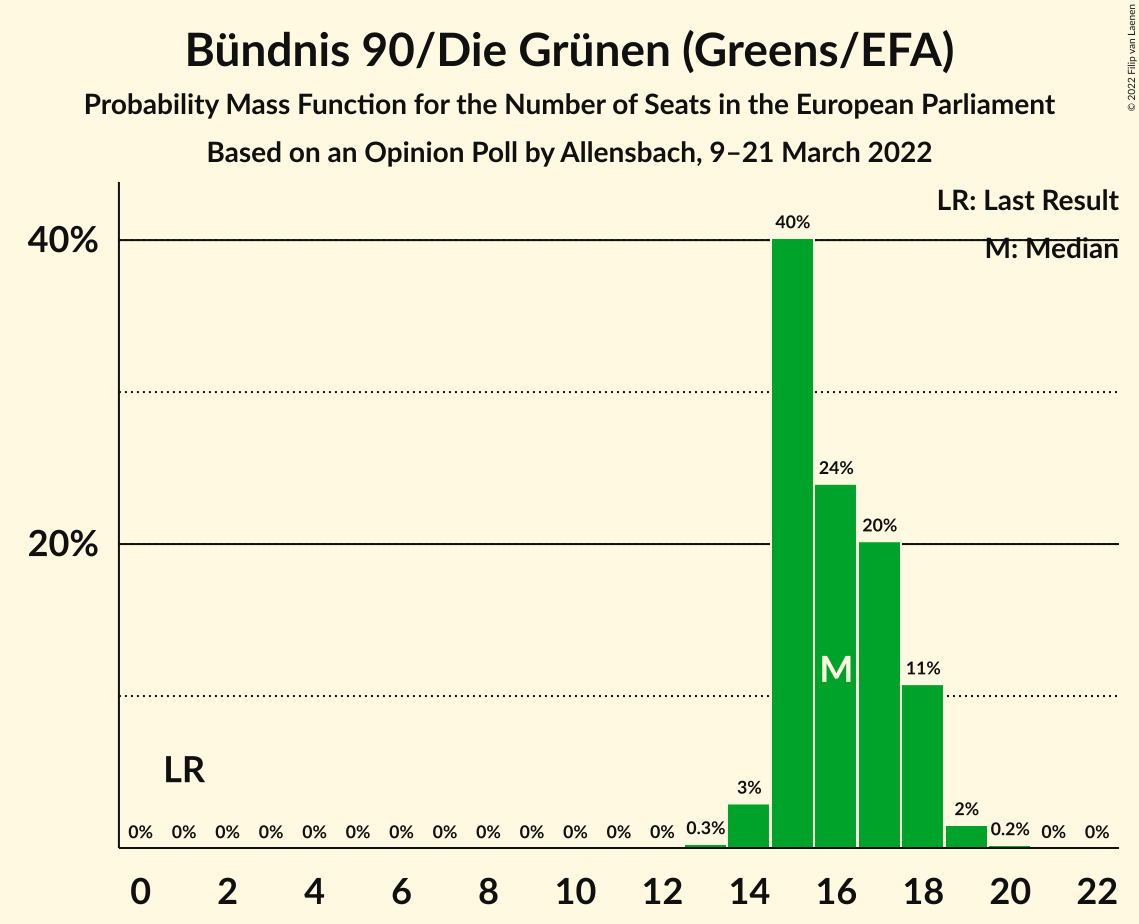 Bündnis 90/Die Grünen (Greens/EFA)
Probability Mass Function for the Number of Seats in the European Parliament
Based on an Opinion Poll by Allensbach, 9–21 March 2022
© 2022 Filip van Laenen
LR: Last Result
M: Median
40%
20%
40%
24%
20%
11%
3%
2%
0.3%
0.2%
M
LR
0% 0% 0% 0% 0% 0% 0% 0% 0% 0% 0% 0% 0% 0% 0%
0 2 4 6 8 10 12 14 16 18 20 22